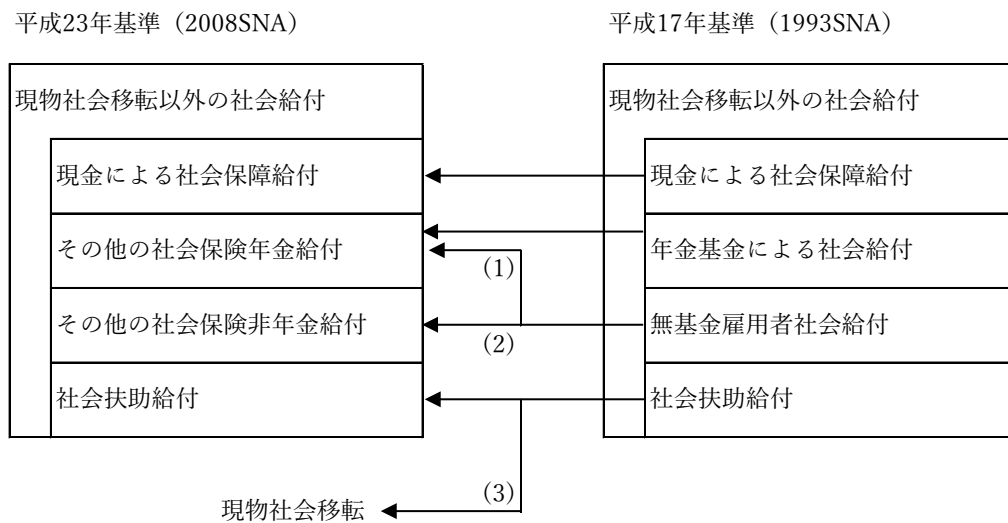 平成23年基準（2008SNA）
平成17年基準（1993SNA）
現物社会移転以外の社会給付
現物社会移転以外の社会給付
現金による社会保障給付
現金による社会保障給付
その他の社会保険年金給付
年金基金による社会給付
(1)
その他の社会保険非年金給付
無基金雇用者社会給付
(2)
社会扶助給付
社会扶助給付
(3)
現物社会移転